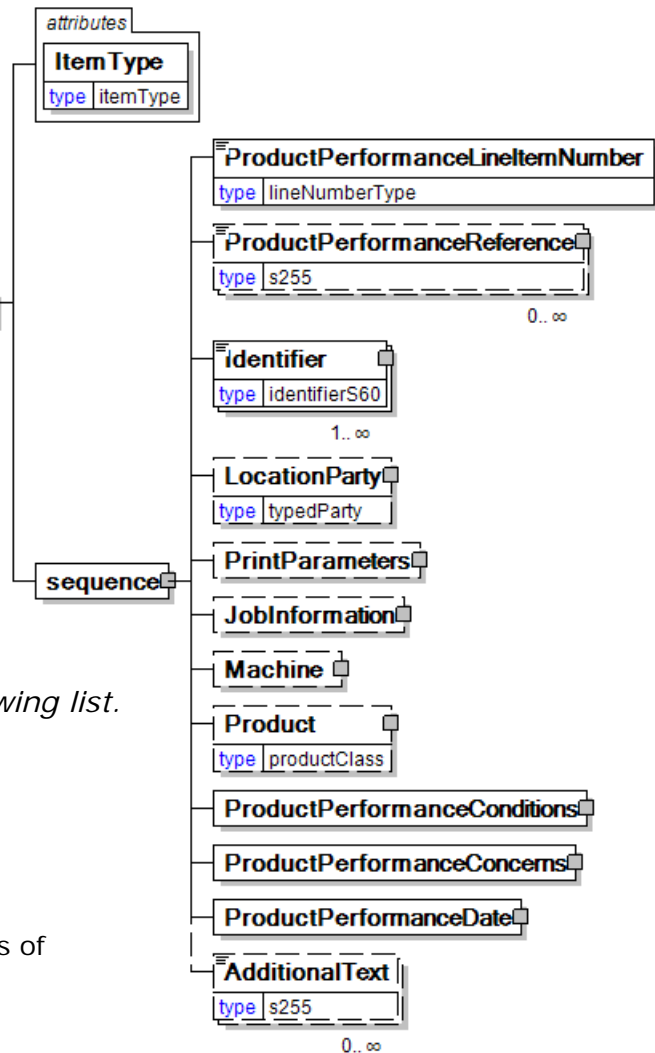 attributes
ItemType
type itemType
ProductPerformanceLineItemNumber
type lineNumberType
ProductPerformanceReference
type s255
0.. ∞
Identifier
type identifierS60
1.. ∞
LocationParty
type typedParty
PrintParameters
sequence
JobInformation
Machine
wing list.
Product
type productClass
ProductPerformanceConditions
ProductPerformanceConcerns
ProductPerformanceDate
s of
AdditionalText
type s255
0.. ∞